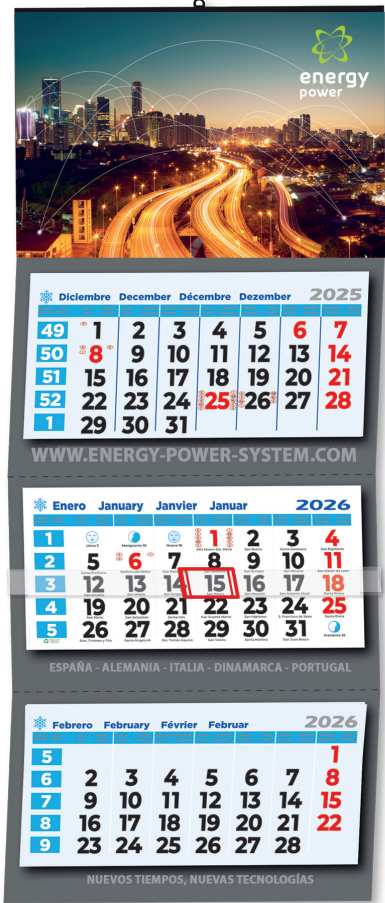 energy
power
Diciembre December Décembre Dezember 2025
49 1 2 3 4 5 6 7
50 8 9 10 11 12 13 14
51 15 16 17 18 19 20 21
52 22 23 24 25 26 27 28
1 29 30 31
WWW.ENERGY-POWER-SYSTEM.COM
Enero January Janvier Januar 2026
1 1 2 3 4
2 5 6 7 8 9 10 11
3 12 13 14 15 16 17 18
4 19 20 21 22 23 24 25
5 26 27 28 29 30 31
ESPAÑA - ALEMANIA - ITALIA - DINAMARCA - PORTUGAL
Febrero February Février Februar 2026
5 1
6 2 3 4 5 6 7 8
7 9 10 11 12 13 14 15
8 16 17 18 19 20 21 22
9 23 24 25 26 27 28
NUEVOS TIEMPOS, NUEVAS TECNOLOGÍAS